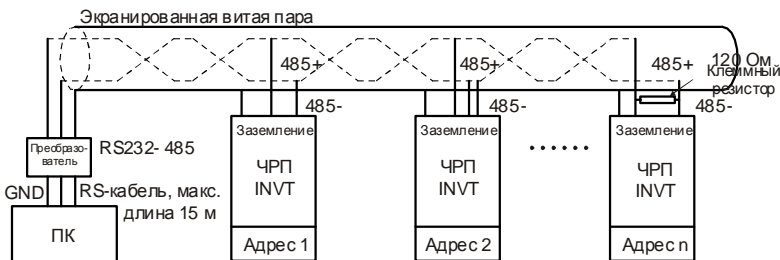 Экранированная витая пара
485+
485+
485+
120 Ом
Клеммный
резистор
485-
485-
485-
Преобразо-
ватель
RS232- 485
Заземление
ЧРП
INVT
Адрес 1
Заземление
ЧРП
INVT
Адрес 2
......
Заземление
ЧРП
INVT
Адрес n
GND
RS-кабель, макс.
длина 15 м
ПК